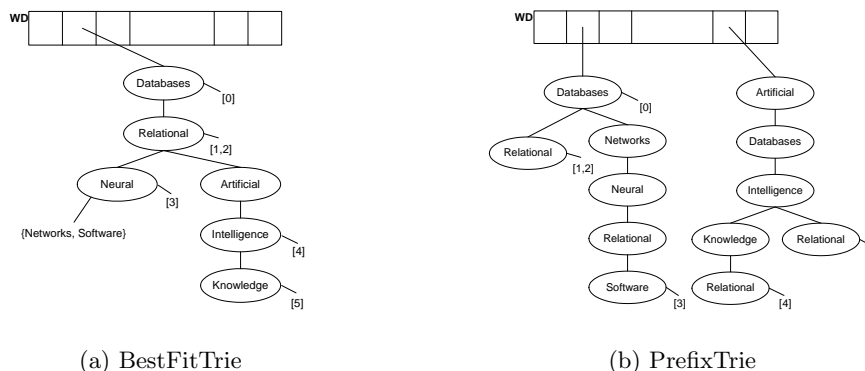 WD
Databases
[0]
Relational
[1,2]
Neural
Artificial
[3]
{Networks, Software}
Intelligence
[4]
Knowledge
[5]
(a) BestFitTrie
WD
Databases
Artificial
[0]
Networks
Databases
Relational
[1,2]
Neural
Intelligence
Relational
Knowledge
Relational
Software
[3]
Relational
[4]
(b) PrefixTrie